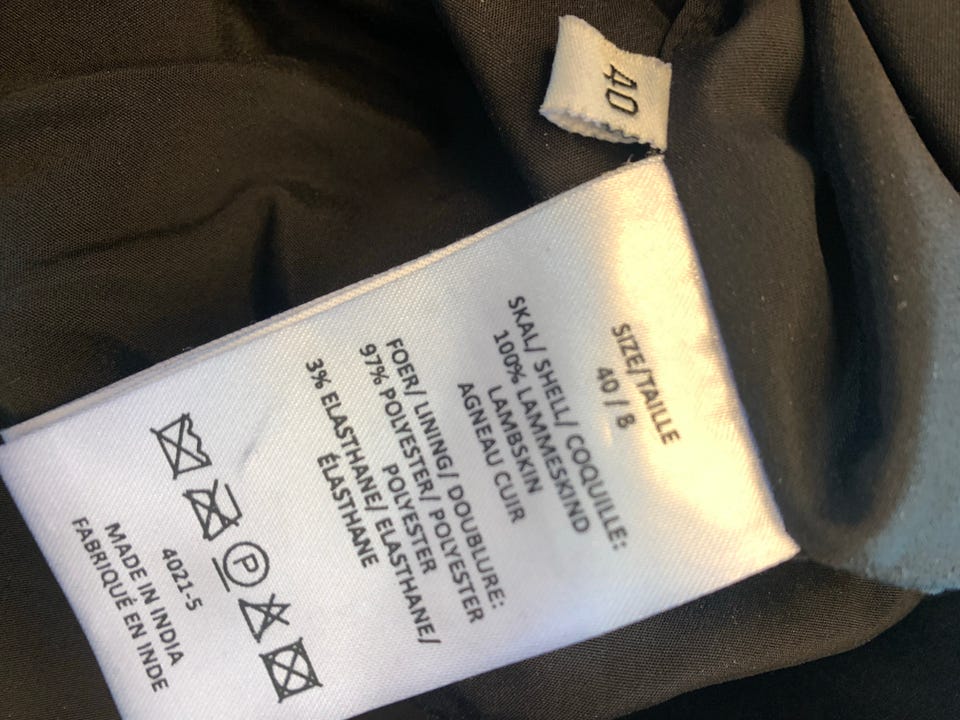 40
SIZE/TAILLE
40 / 8
SKAL/ SHELL/ COQUILLE:
100% LAMMESKIND
LAMBSKIN
AGNEAU CUIR
FOER/ LINING/ DOUBLURE:
97% POLYESTER/ POLYESTER
POLYESTER
3% ELASTHANE/ ELASTHANE/
ÉLASTHANE
P
4021-5
MADE IN INDIA
FABRIQUÉ EN INDE